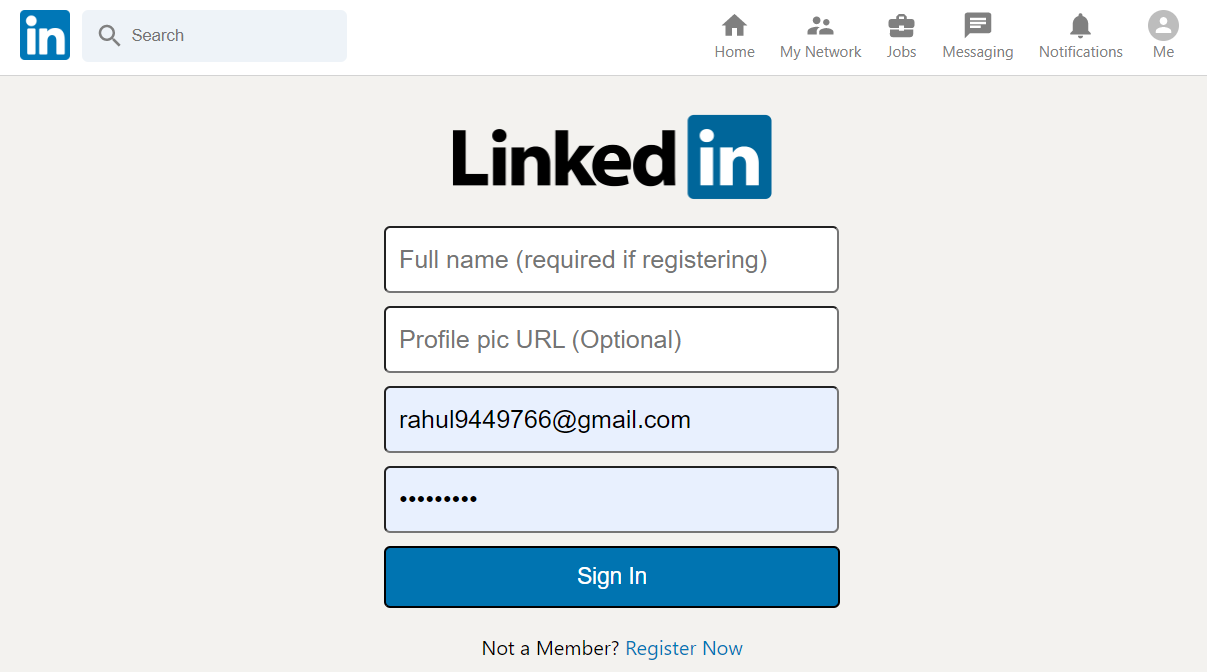 in Search
Home My Network Jobs Messaging Notifications Me
Linked in
Full name (required if registering)
Profile pic URL (Optional)
rahul9449766@gmail.com
•••••••••
Sign In
Not a Member? Register Now